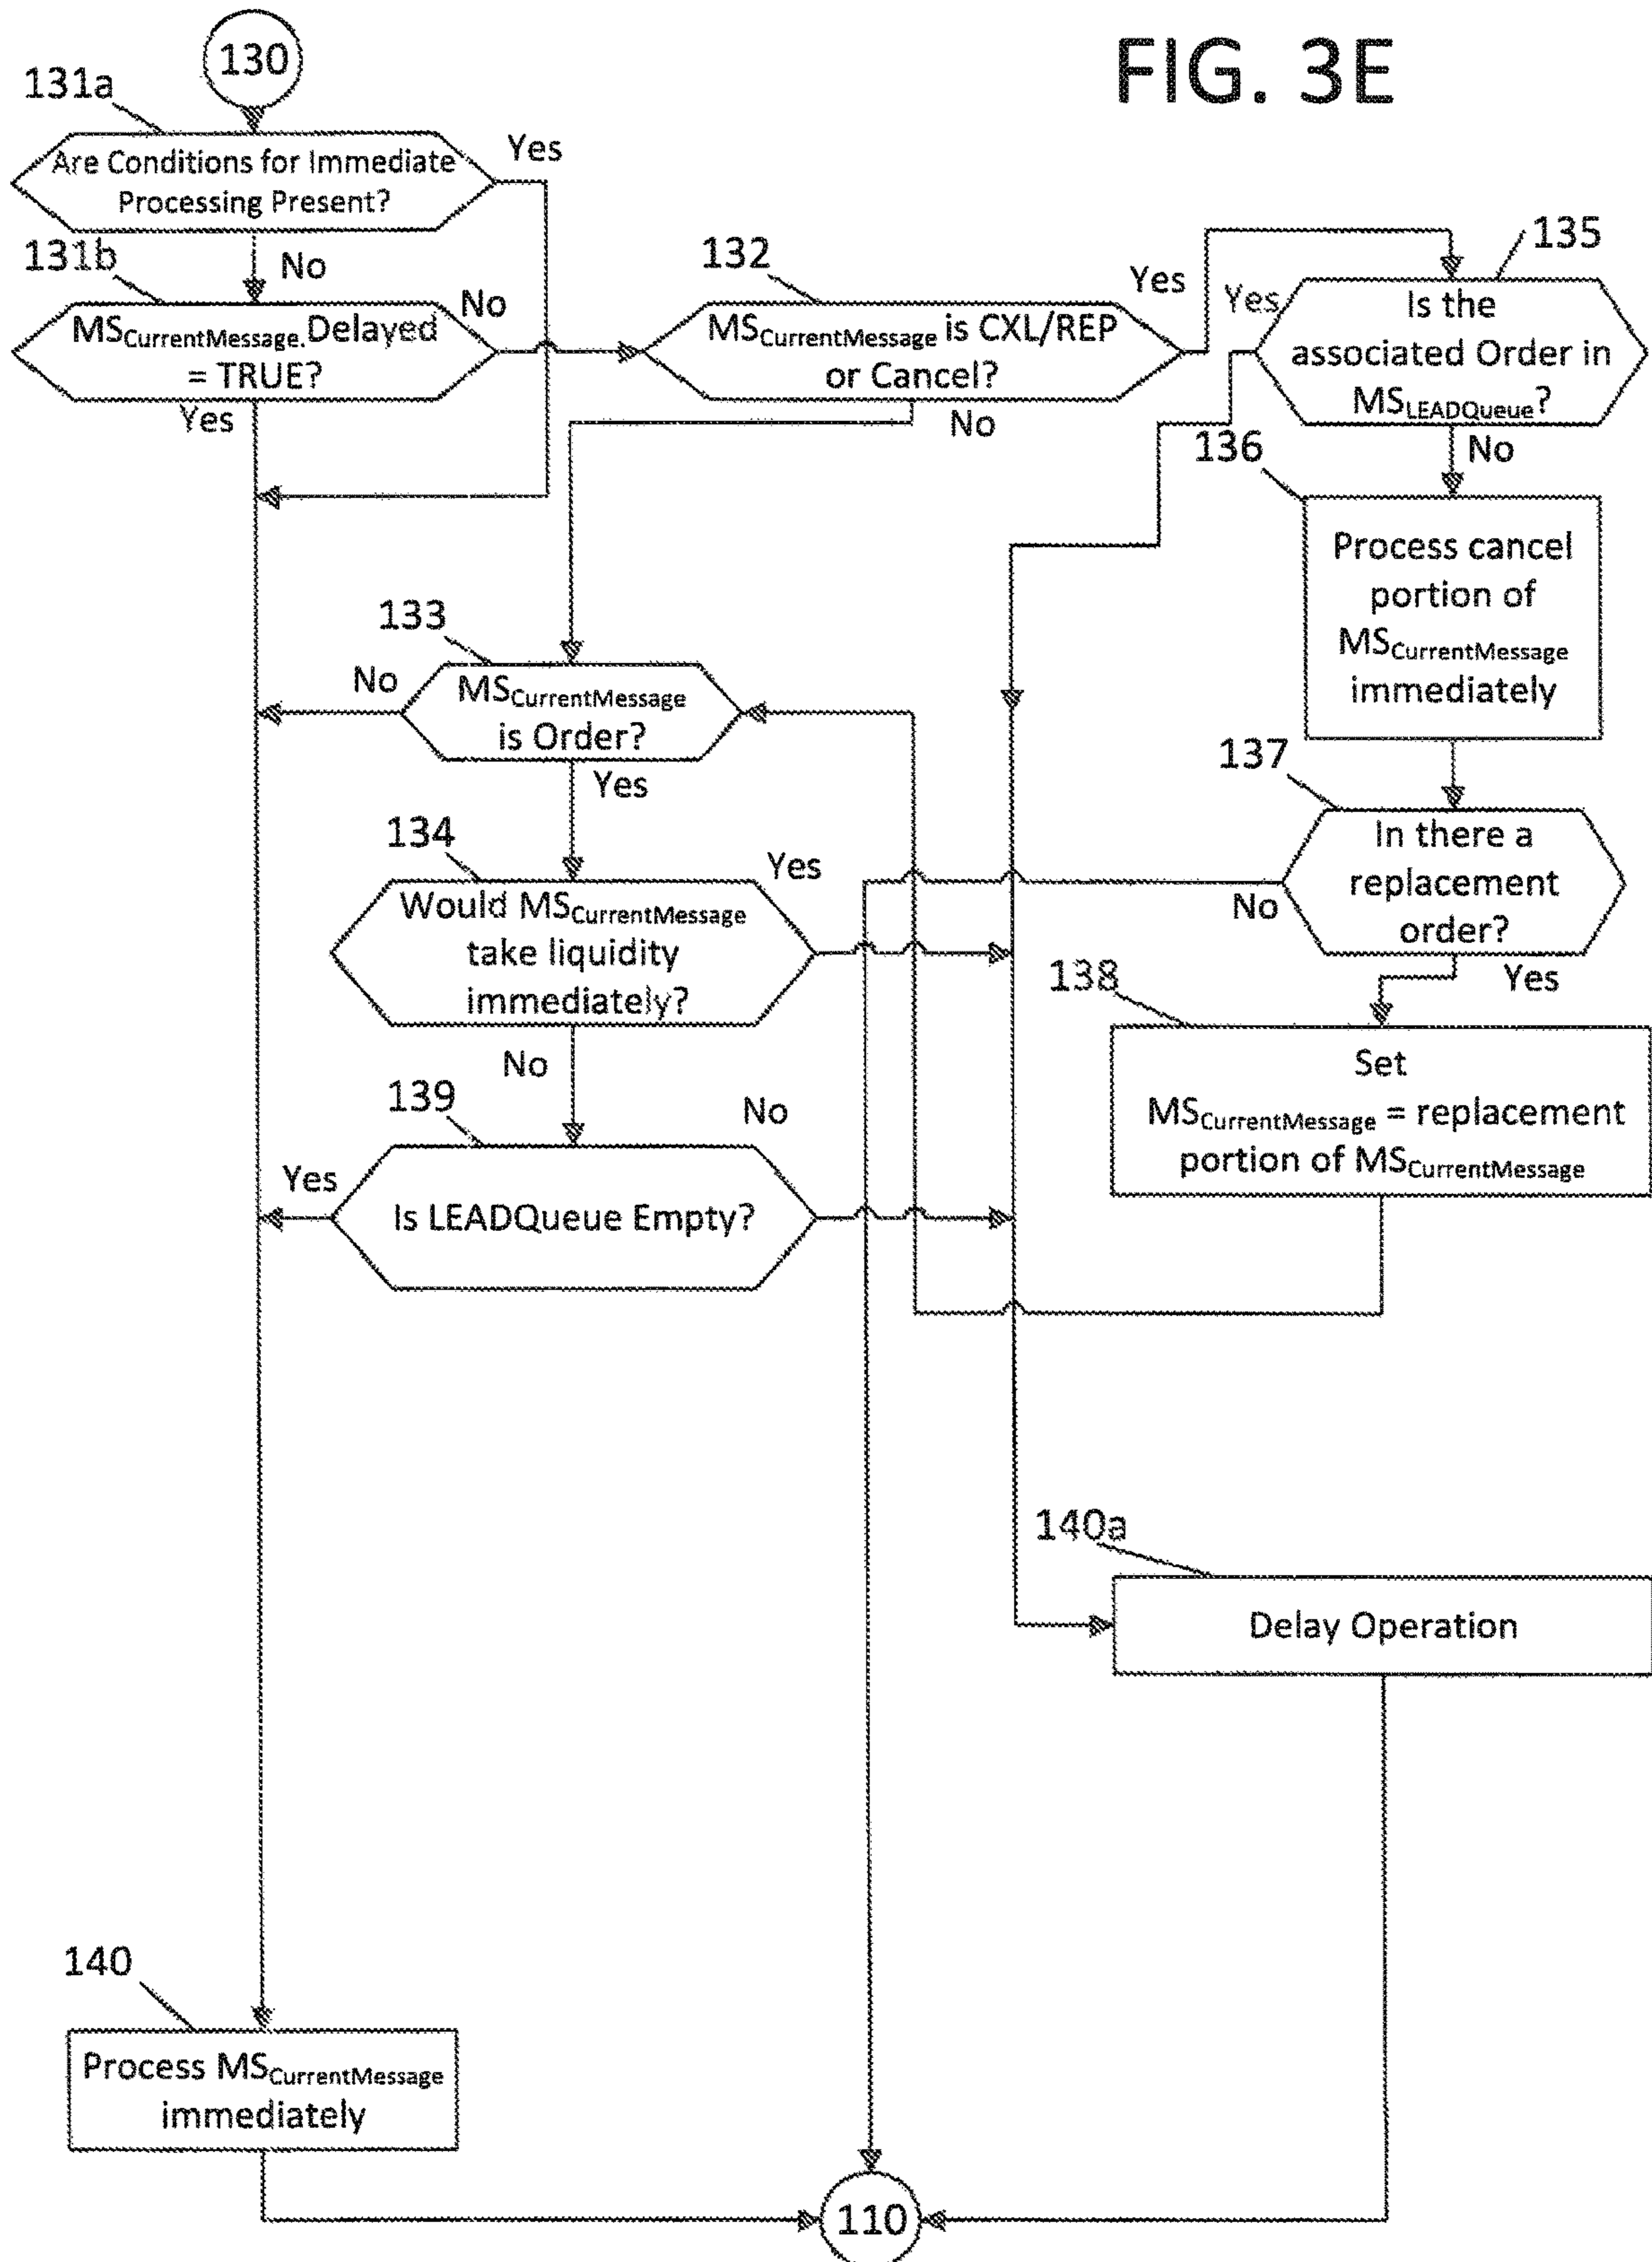 FIG. 3E
130
131a
Are Conditions for Immediate
Processing Present?
Yes
No
131b
MSCurrentMessage.Delayed
= TRUE?
No
Yes
132
MSCurrentMessage is CXL/REP
or Cancel?
Yes
No
135
Is the
associated Order in
MSLEADQueue?
Yes
No
136
Process cancel
portion of
MSCurrentMessage
immediately
133
MSCurrentMessage
is Order?
No
Yes
137
In there a
replacement
order?
No
Yes
134
Would MSCurrentMessage
take liquidity
immediately?
Yes
No
138
Set
MSCurrentMessage = replacement
portion of MSCurrentMessage
139
Is LEADQueue Empty?
Yes
No
140a
Delay Operation
140
Process MSCurrentMessage
immediately
110